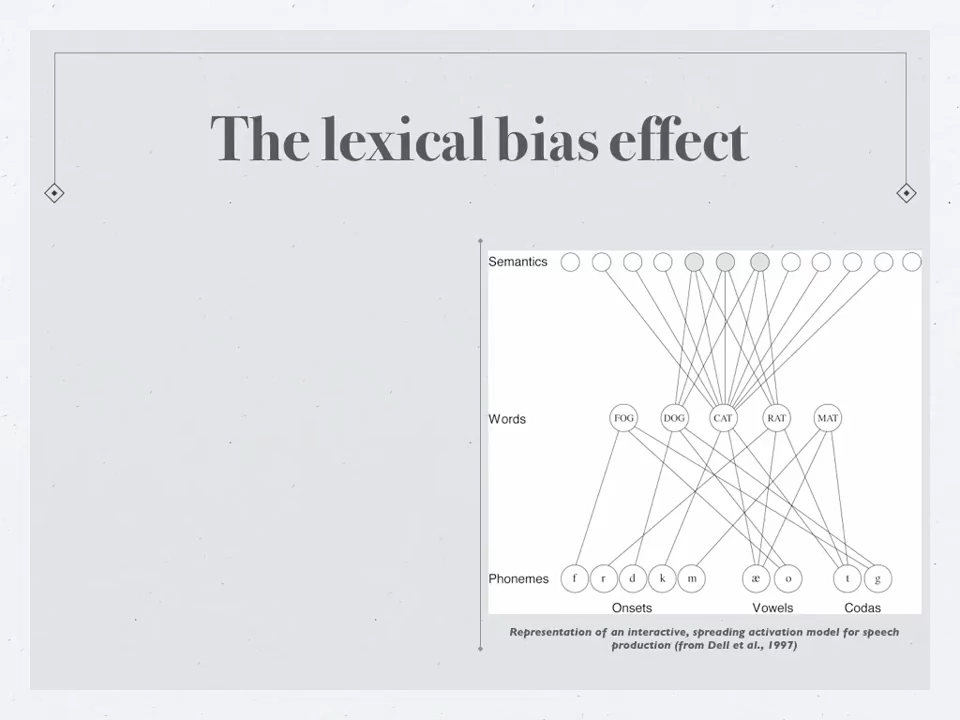 The lexical bias effect
Semantics
Words
FOG DOG CAT RAT MAT
Phonemes
f r d k m æ o t g
Onsets Vowels Codas
Representation of an interactive, spreading activation model for speech
production (from Dell et al., 1997)